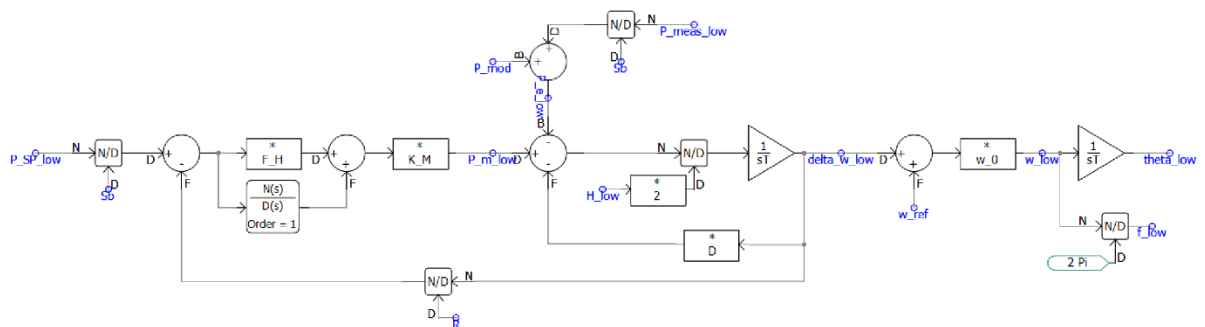 N/D
N
P_meas_low
D
Sb
D
B
P_mod
+
+
P_el_low
B
P_SP_low
N
N/D
D
+
-
F
D
Sb
*
F_H
D
+
+
F
N(s)
D(s)
Order = 1
*
K_M
P_m_low
D
+
-
-
F
N
N/D
D
H_low
*
2
1
sT
delta_w_low
D
+
+
F
w_ref
*
w_0
w_low
1
sT
theta_low
N
N/D
f_low
D
2 Pi
*
D
N/D
N
D
R